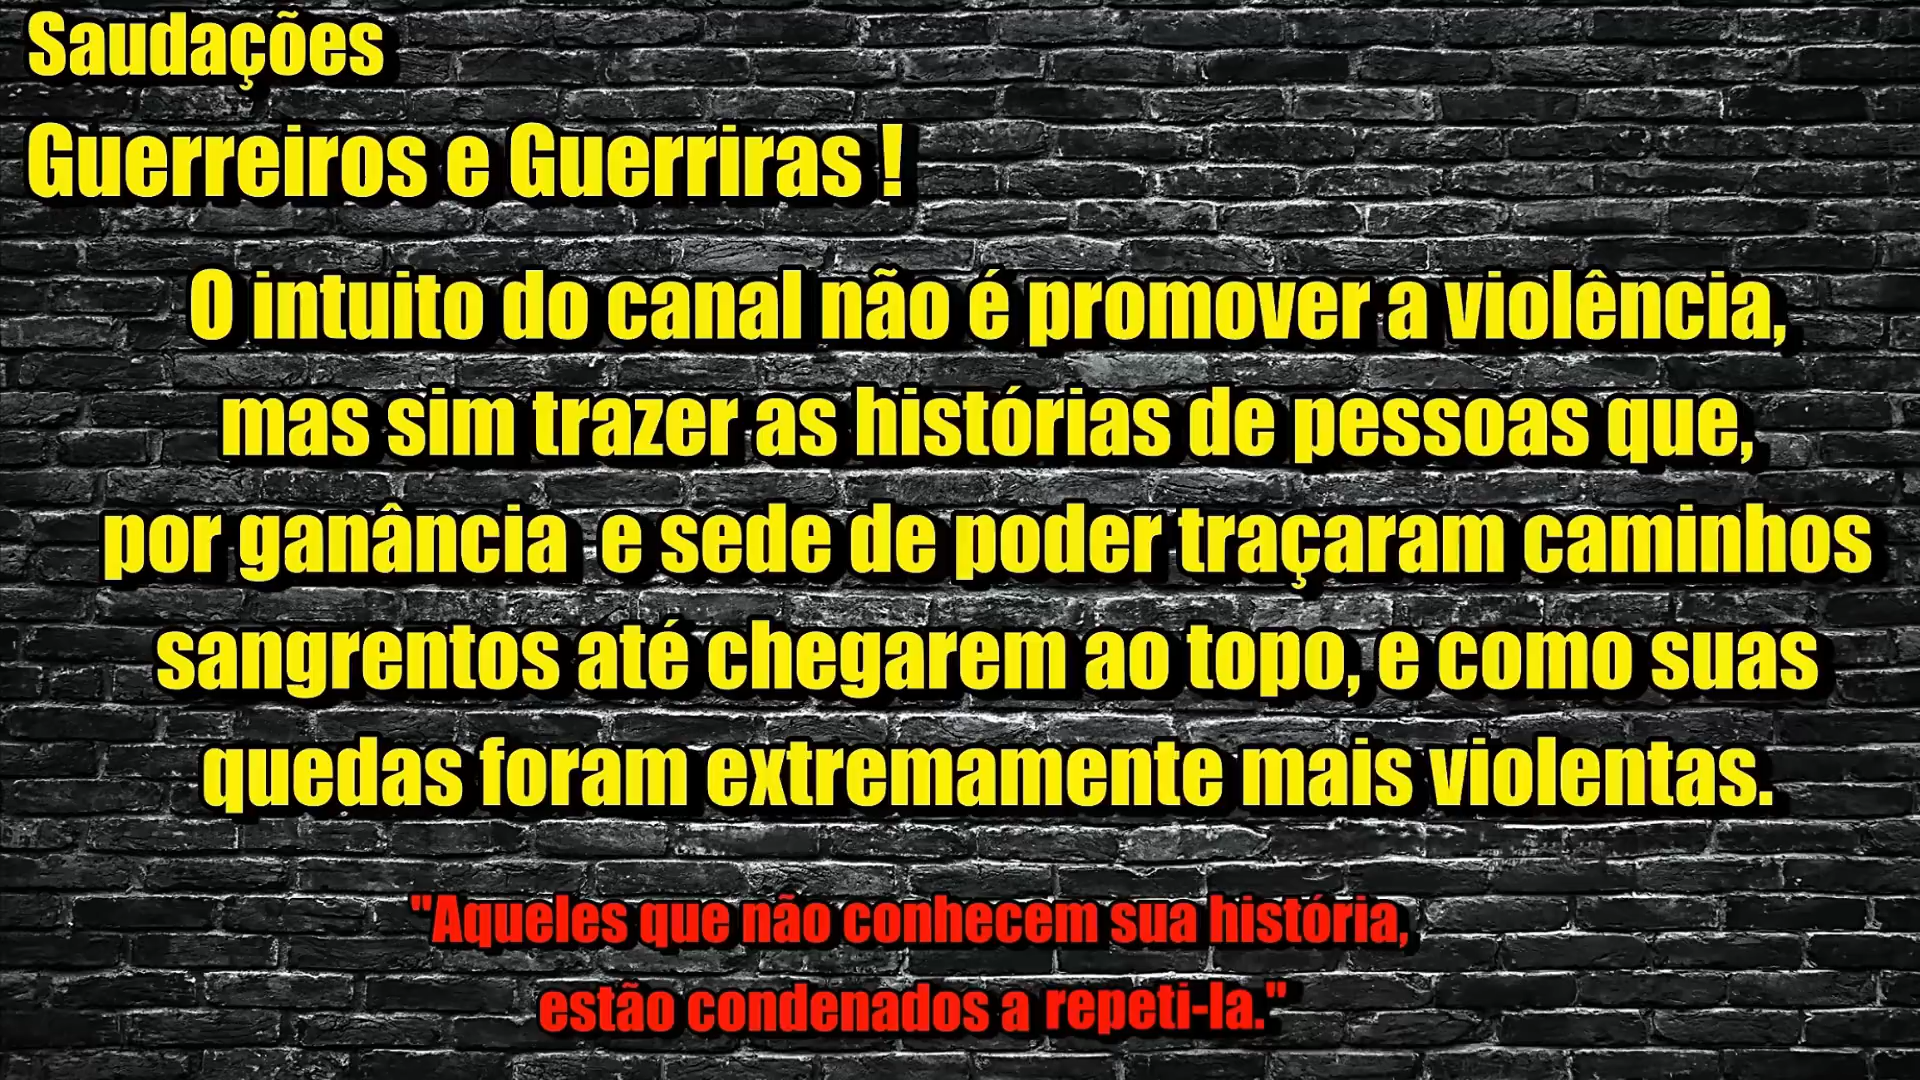 Saudações
Guerreiros e Guerriras !
O intuito do canal não é promover a violência,
mas sim trazer as histórias de pessoas que,
por ganância e sede de poder traçaram caminhos
sangrentos até chegarem ao topo, e como suas
quedas foram extremamente mais violentas.
"Aqueles que não conhecem sua história,
estão condenados a repeti-la."